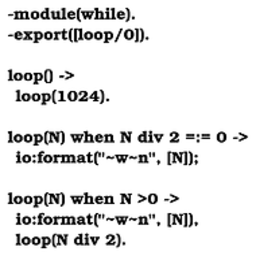 -module(while).
-export([loop/0]).
loop() ->
loop(1024).
loop(N) when N div 2 =:= 0 ->
io:format("~w~n", [N]);
loop(N) when N >0 ->
io:format("~w~n", [N]),
loop(N div 2).